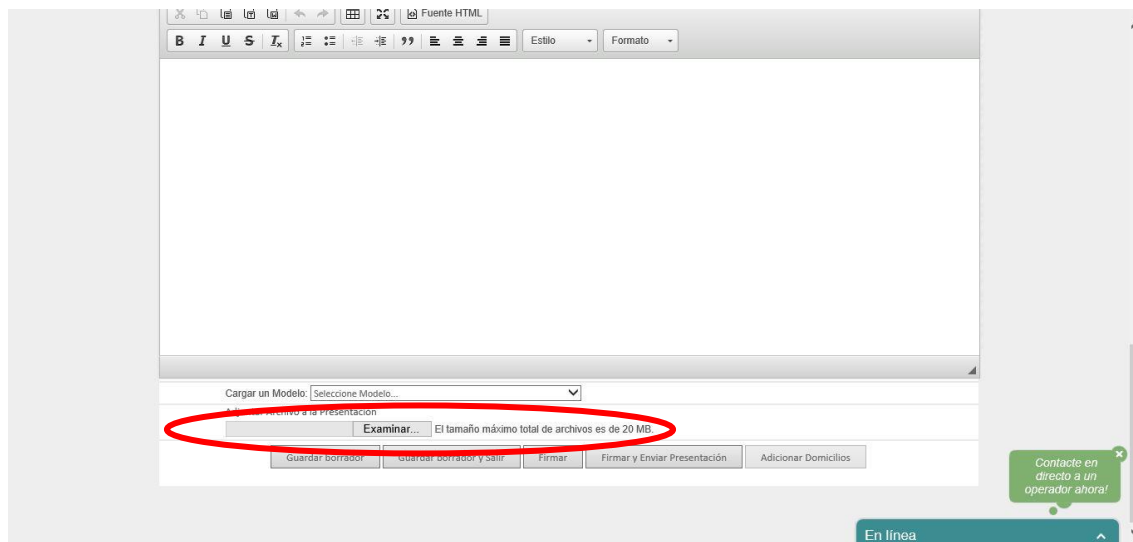 Fuente HTML
B I U S Ix Estilo Formato
Cargar un Modelo: Seleccione Modelo...
Adjuntar Archivo a la Presentación
Examinar... El tamaño máximo total de archivos es de 20 MB.
Guardar borrador Guardar borrador y Salir Firmar Firmar y Enviar Presentación Adicionar Domicilios
Contacte en
directo a un
operador ahora!
En línea